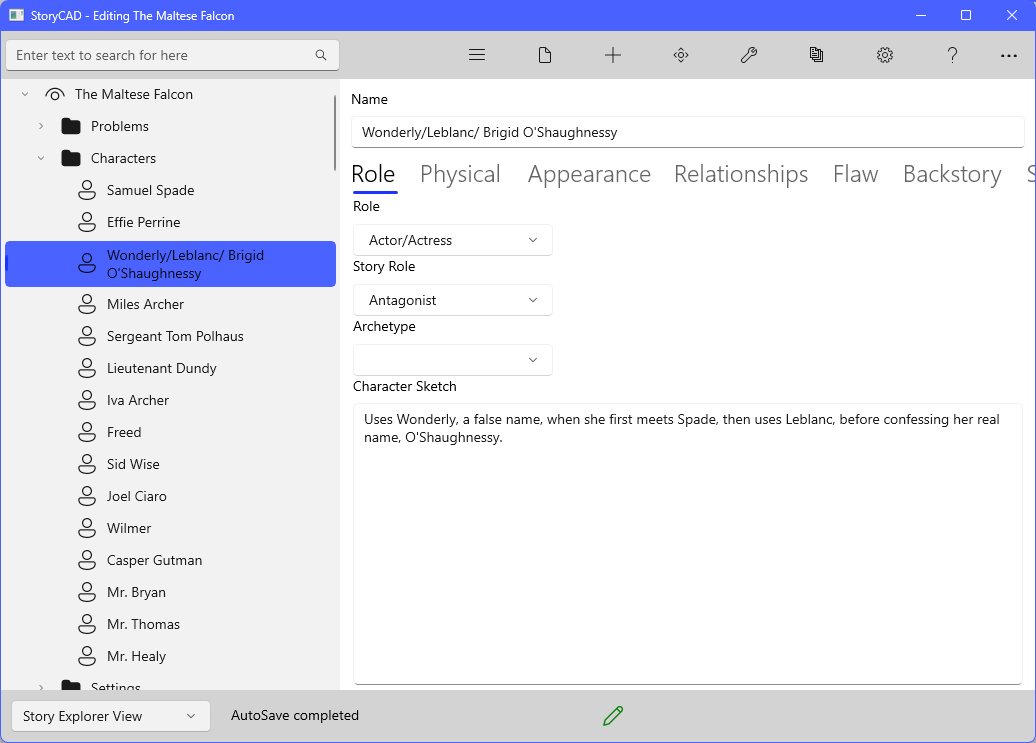 StoryCAD - Editing The Maltese Falcon
Enter text to search for here
The Maltese Falcon
Problems
Characters
Samuel Spade
Effie Perrine
Wonderly/Leblanc/ Brigid
O'Shaughnessy
Miles Archer
Sergeant Tom Polhaus
Lieutenant Dundy
Iva Archer
Freed
Sid Wise
Joel Ciaro
Wilmer
Casper Gutman
Mr. Bryan
Mr. Thomas
Mr. Healy
Settings
Name
Wonderly/Leblanc/ Brigid O'Shaughnessy
Role Physical Appearance Relationships Flaw Backstory S
Role
Actor/Actress
Story Role
Antagonist
Archetype
Character Sketch
Uses Wonderly, a false name, when she first meets Spade, then uses Leblanc, before confessing her real
name, O'Shaughnessy.
Story Explorer View
AutoSave completed